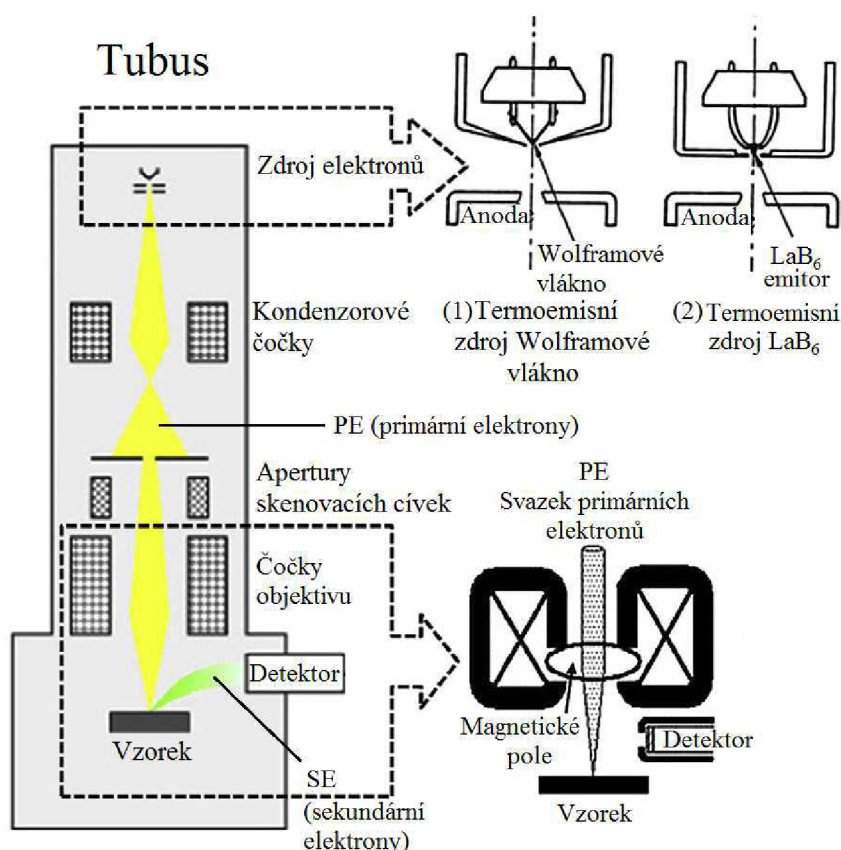 Tubus
Zdroj elektronů
Kondenzorové
čočky
PE (primární elektrony)
Apertury
skenovacích cívek
Čočky
objektivu
Detektor
Vzorek
SE
(sekundární
elektrony)
Anoda
Wolframové
vlákno
(1) Termoemisní
zdroj Wolframové
vlákno
Anoda
LaB₆
emitor
(2) Termoemisní
zdroj LaB₆
PE
Svazek primárních
elektronů
Magnetické
pole
Detektor
Vzorek